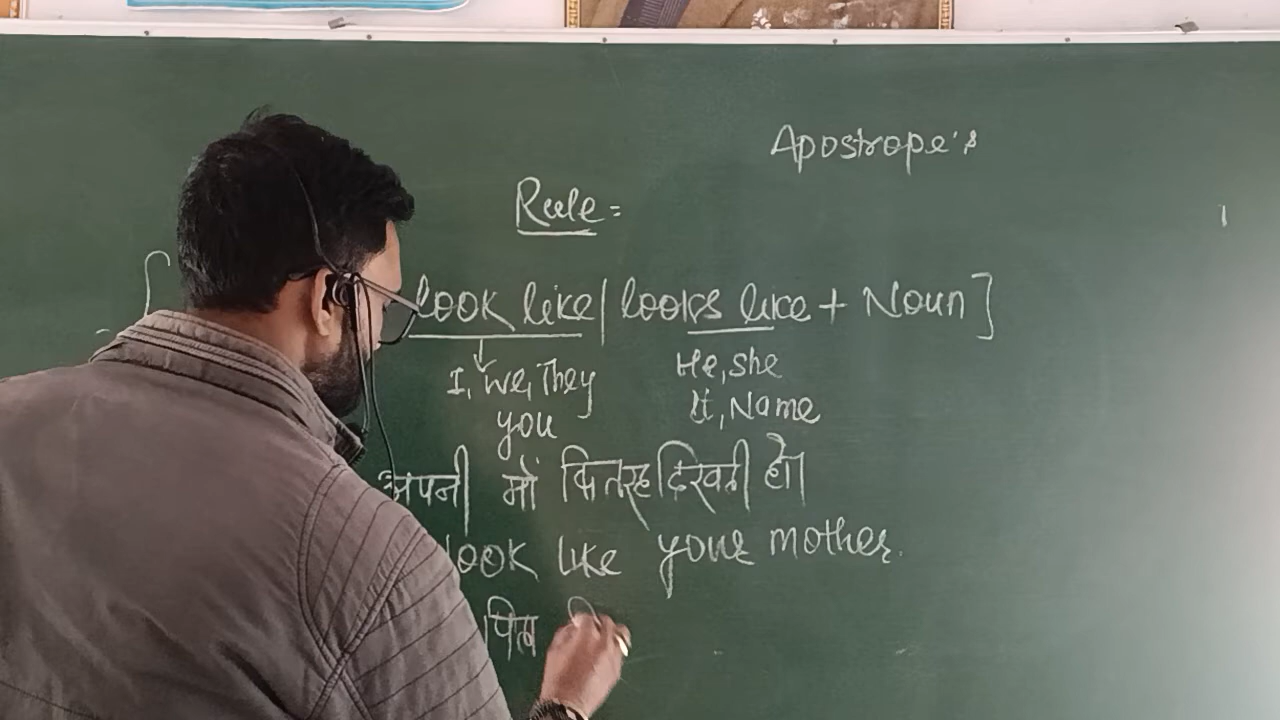 Apostrope's
Rule=
look like | looks like + Noun]
I, We, They
you
He, she
It, Name
अपनी माँ कि तरह दिखती हो।
look like your mother.